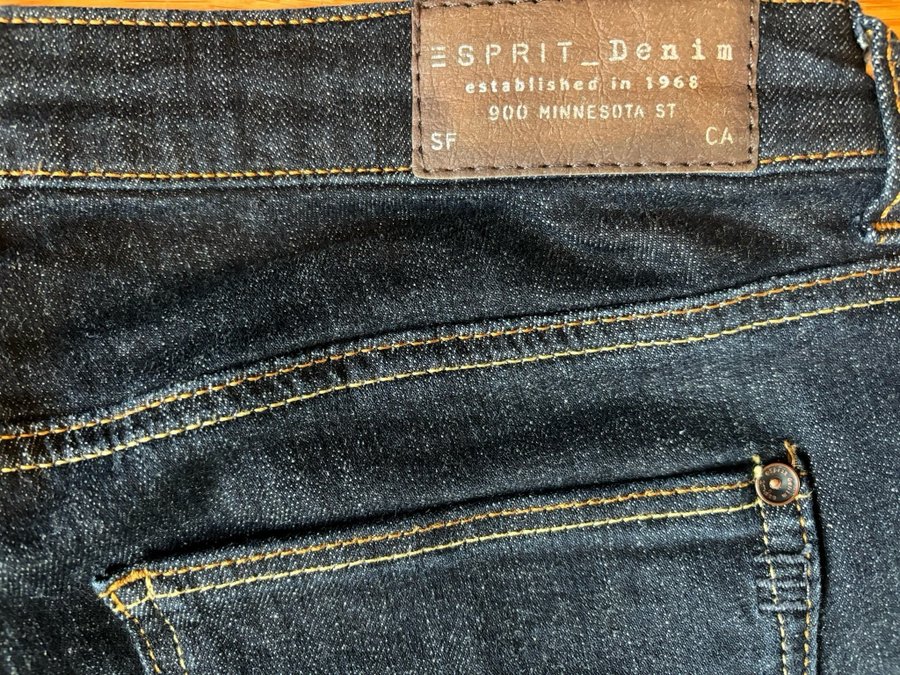 ESPRIT_Denim
established in 1968
900 MINNESOTA ST
SF CA